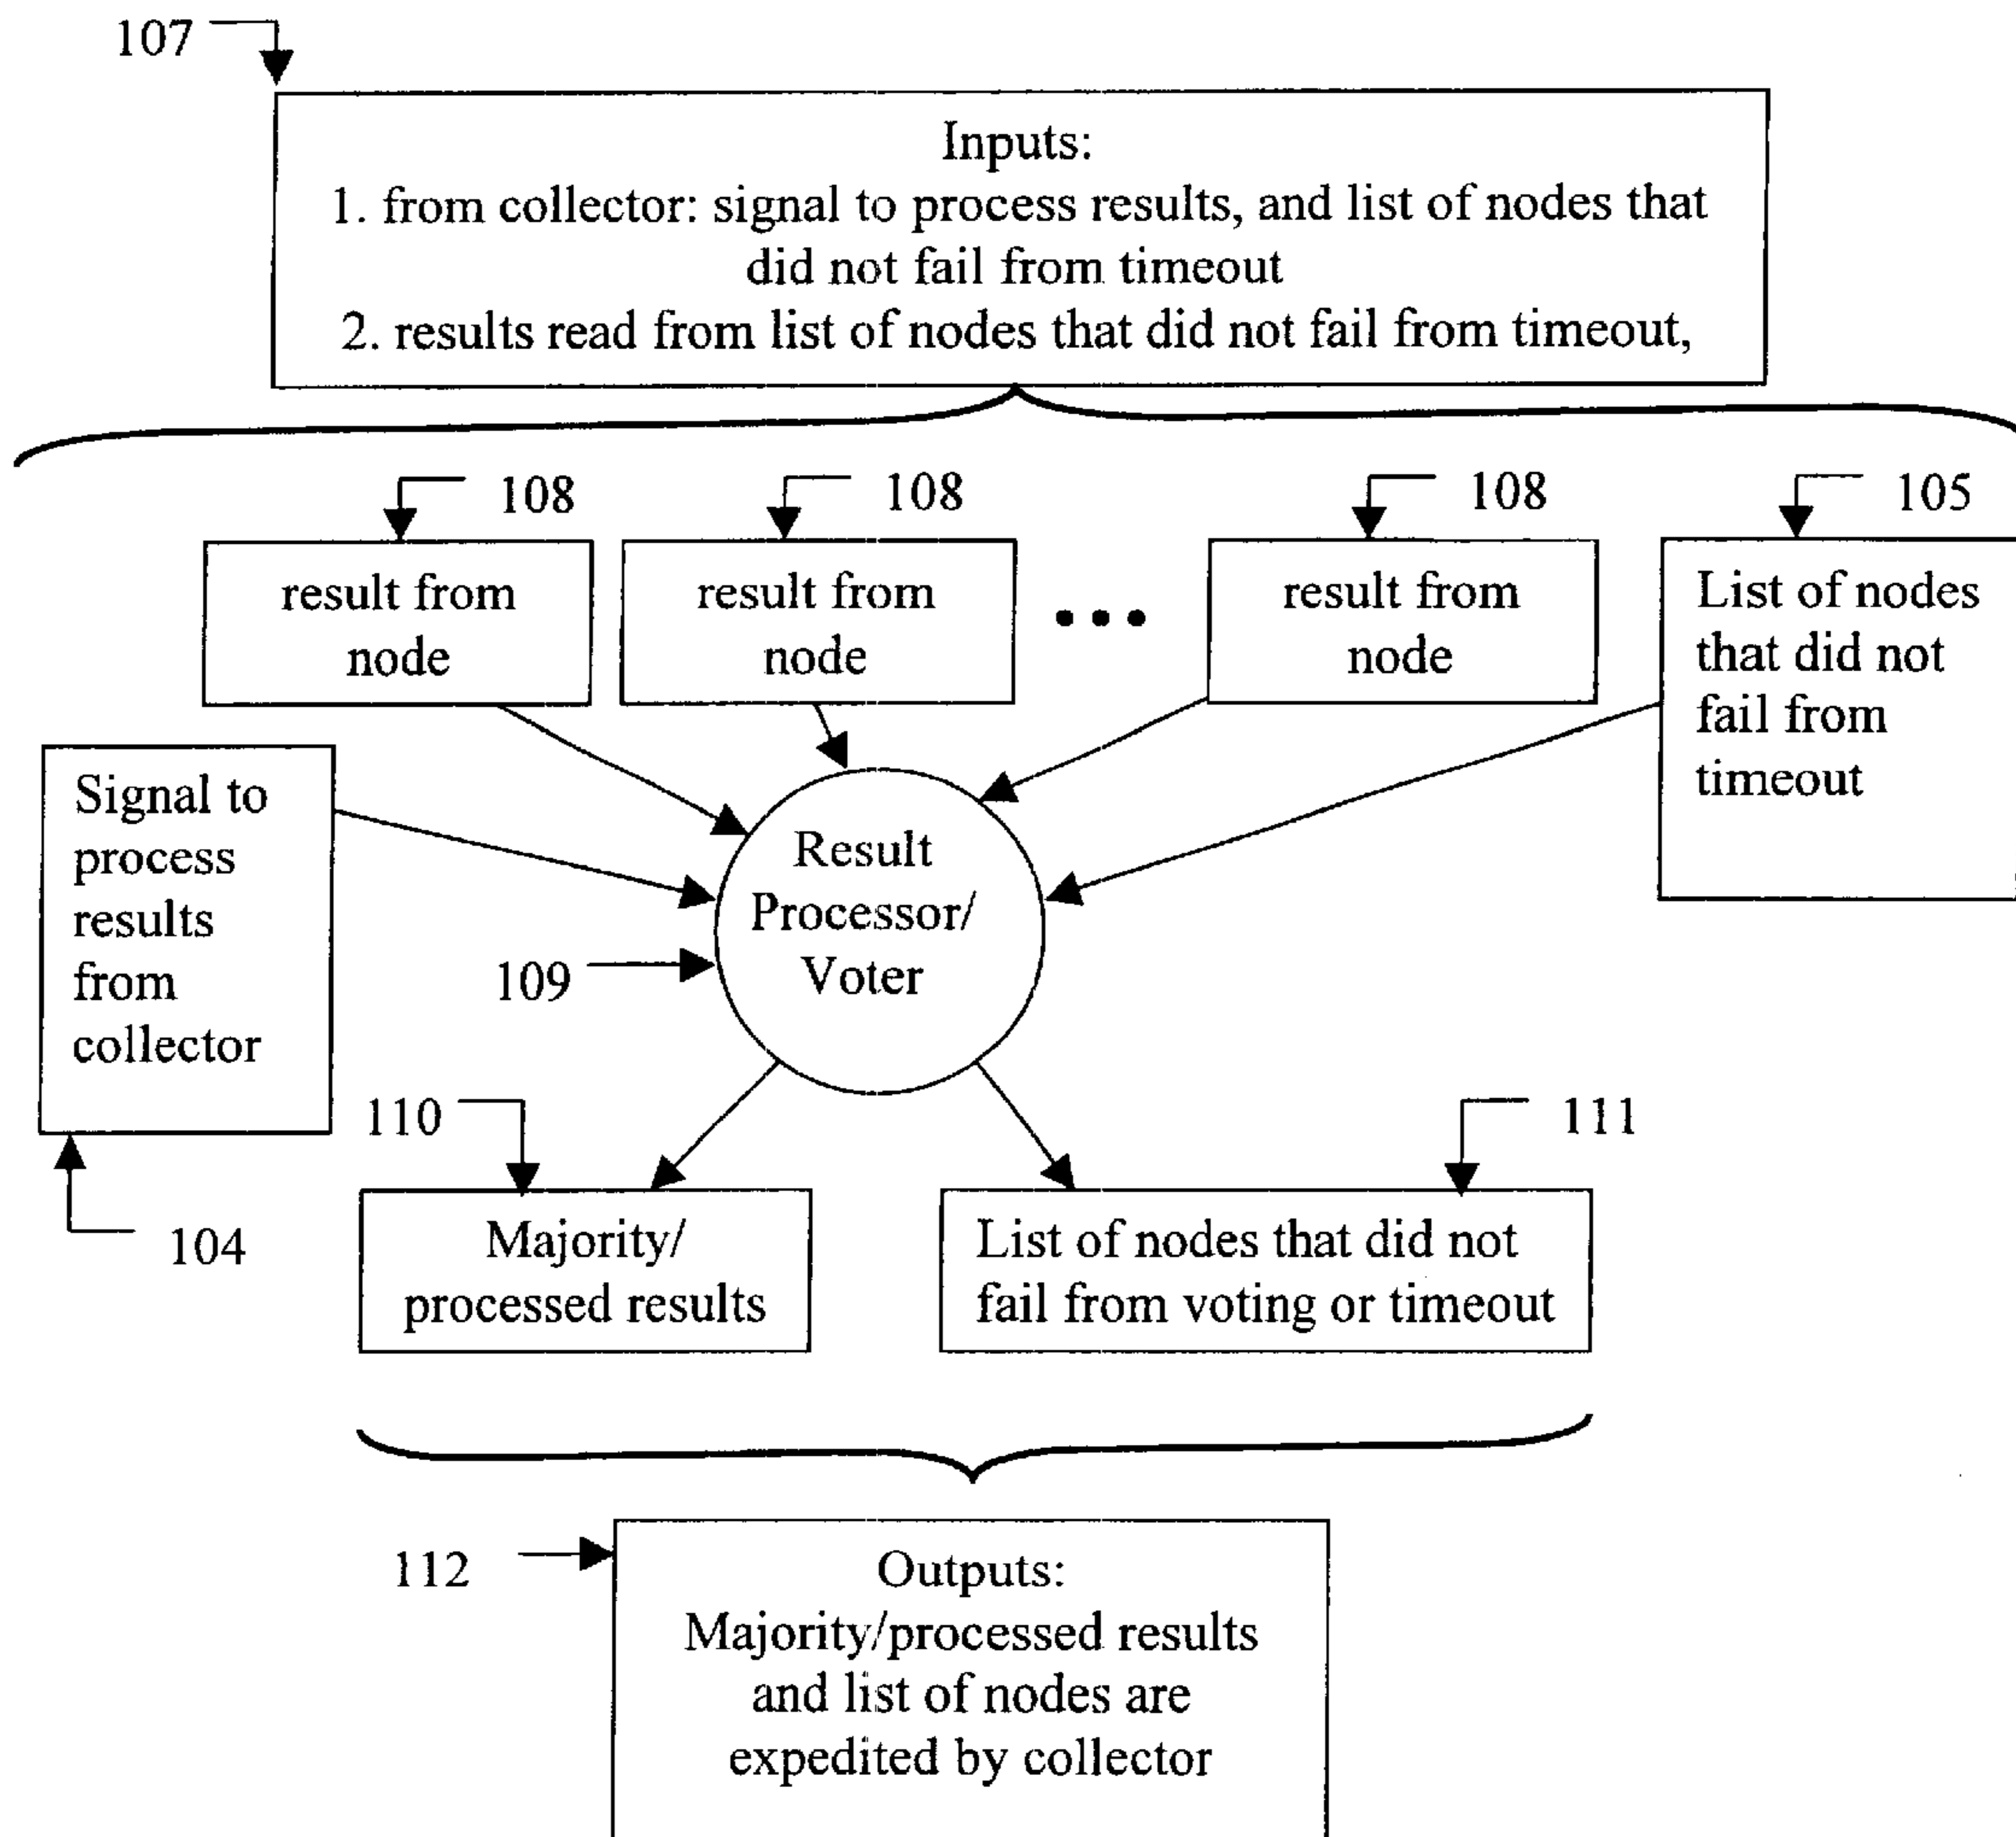 107
Inputs:
1. from collector: signal to process results, and list of nodes that
did not fail from timeout
2. results read from list of nodes that did not fail from timeout,
108
108
108
105
result from
node
result from
node
result from
node
List of nodes
that did not
fail from
timeout
Signal to
process
results
from
collector
Result
Processor/
Voter
109
110
111
104
Majority/
processed results
List of nodes that did not
fail from voting or timeout
112
Outputs:
Majority/processed results
and list of nodes are
expedited by collector